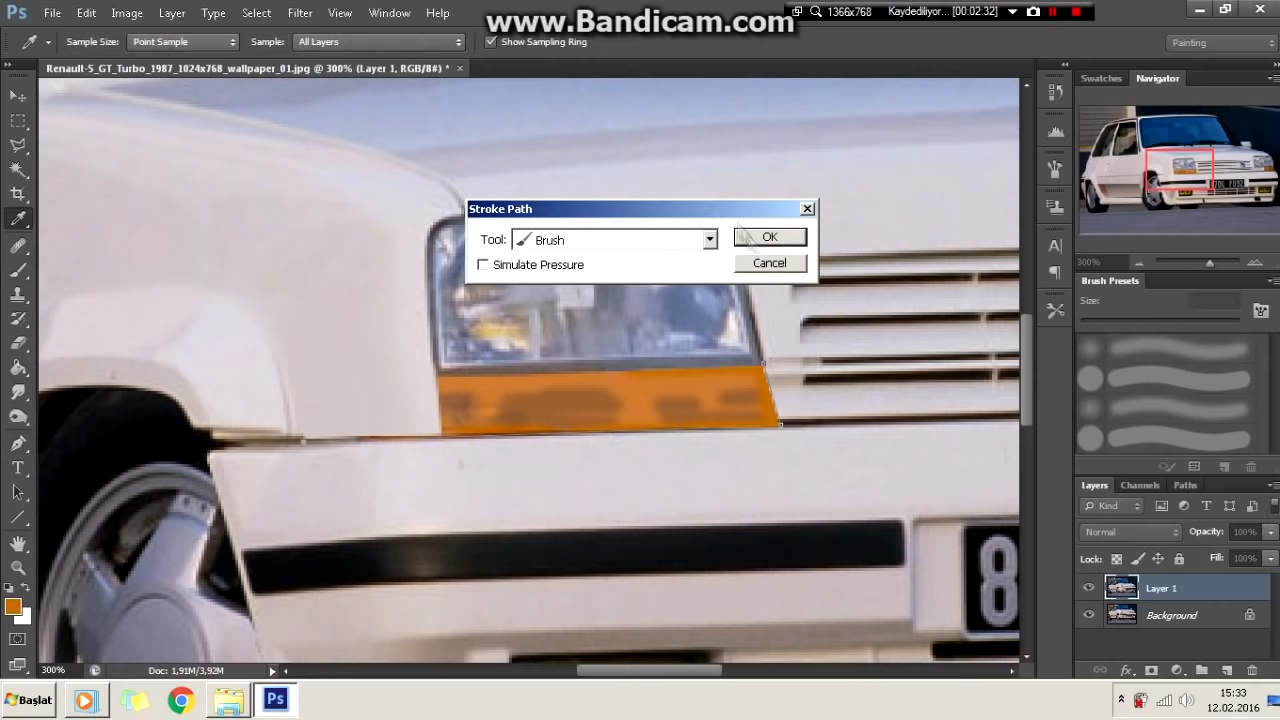 www.Bandicam.com
1366x768 Kaydediliyor... [00:02.32]
Ps File Edit Image Layer Type Select Filter View Window Help
Sample Size: Point Sample Sample: All Layers Show Sampling Ring Painting
Renault-5_GT_Turbo_1987_1024x768_wallpaper_01.jpg @ 300% (Layer 1, RGB/8#) * ×
Swatches Navigator
Stroke Path
Tool: Brush OK
Simulate Pressure Cancel
300%
Brush Presets
Size:
Layers Channels Paths
Kind
Normal Opacity: 100%
Lock: Fill: 100%
Layer 1
Background
8
300% Doc: 1,91M/3,92M
Başlat Ps 15:33
12.02.2016